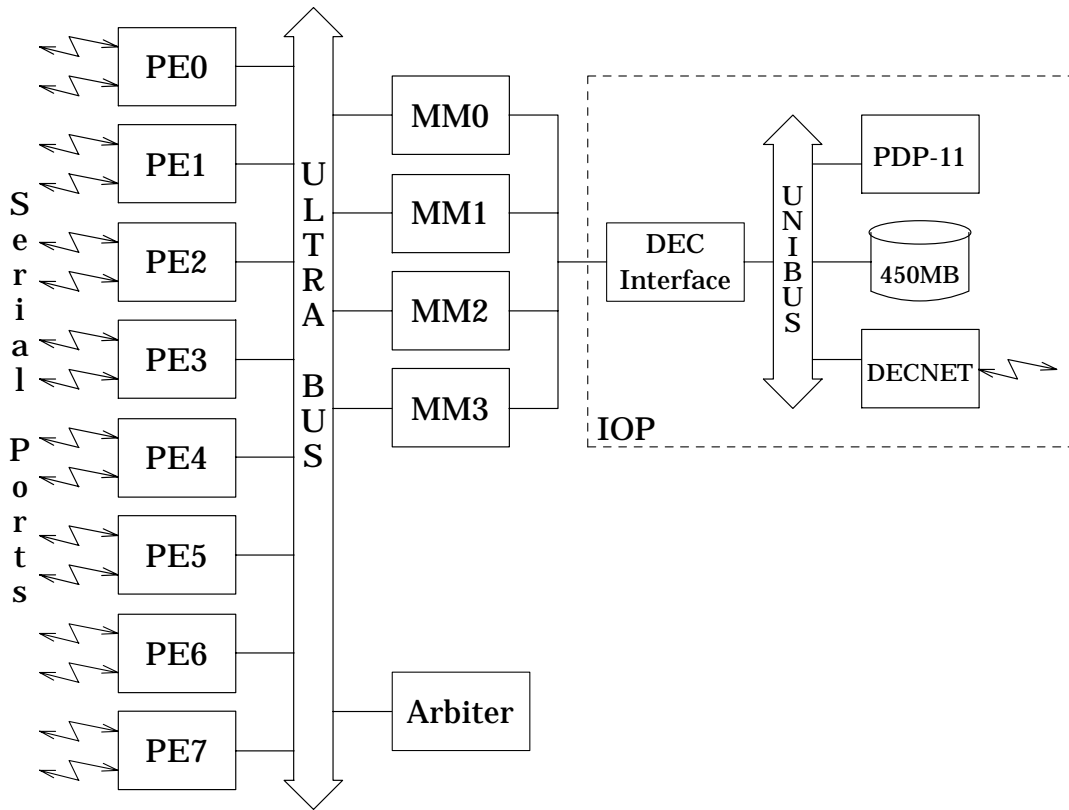 Serial Ports
PE0
PE1
PE2
PE3
PE4
PE5
PE6
PE7
ULTRA BUS
MM0
MM1
MM2
MM3
Arbiter
DEC
Interface
UNIBUS
PDP-11
450MB
DECNET
IOP